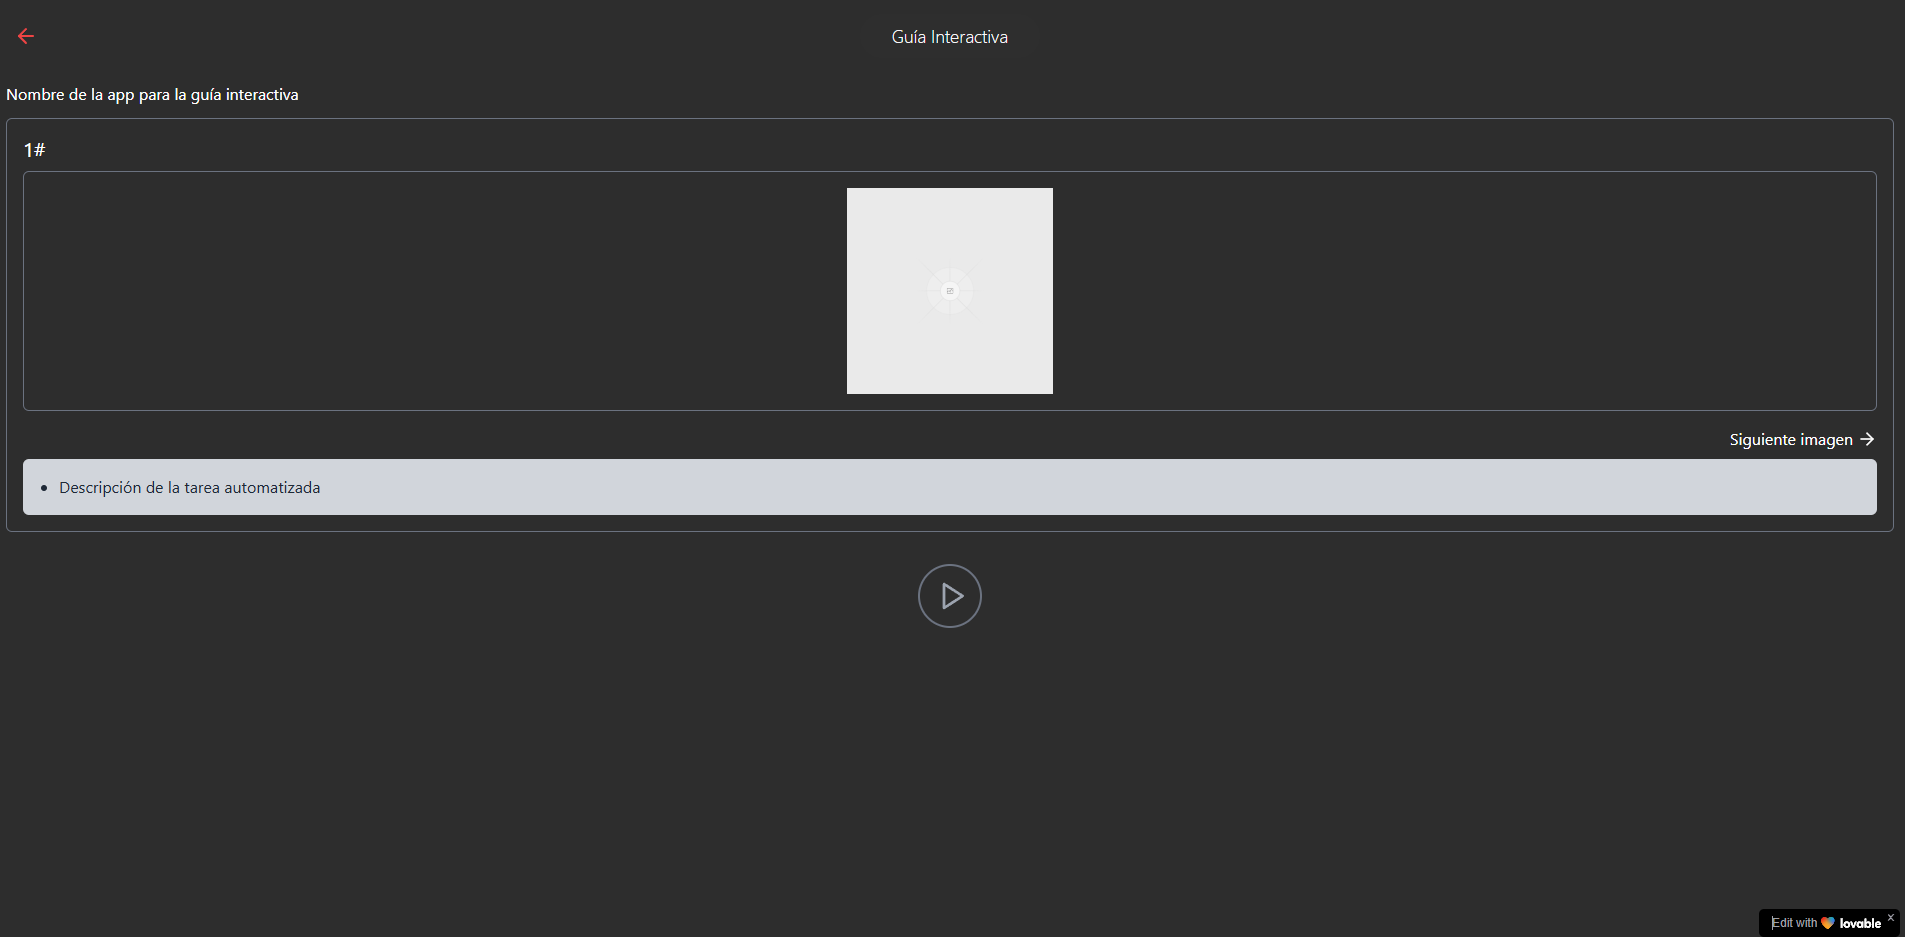 Guía Interactiva
Nombre de la app para la guía interactiva
1#
Siguiente imagen
Descripción de la tarea automatizada
Edit with lovable x